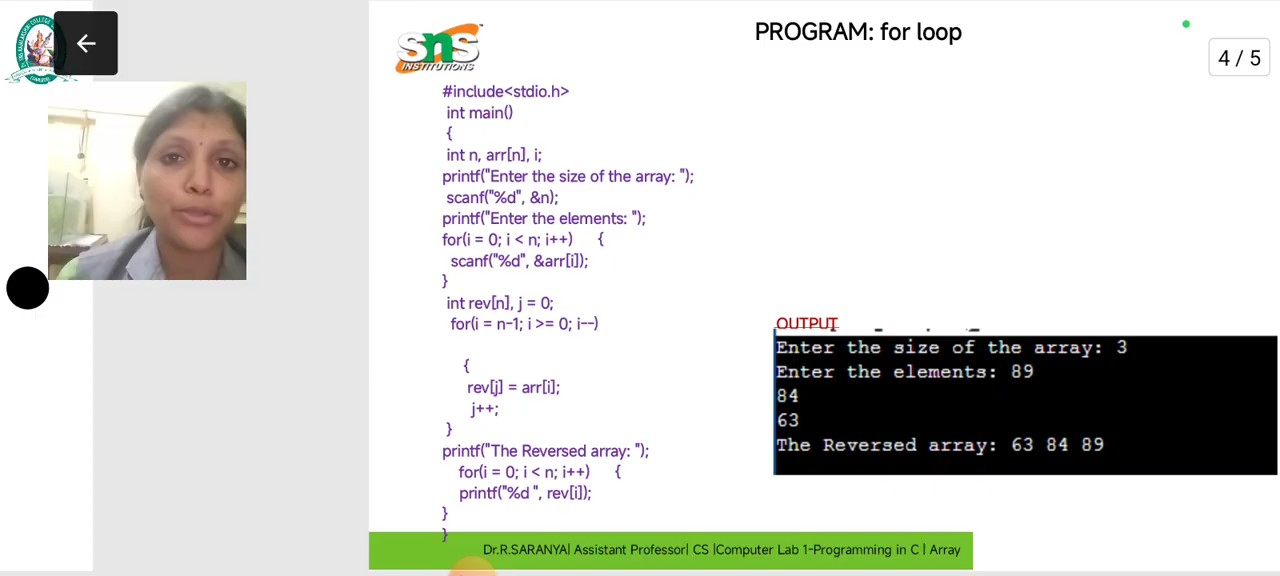 PROGRAM: for loop
4 / 5
SNS
INSTITUTIONS
#include<stdio.h>
int main()
{
int n, arr[n], i;
printf("Enter the size of the array: ");
scanf("%d", &n);
printf("Enter the elements: ");
for(i = 0; i < n; i++) {
scanf("%d", &arr[i]);
}
int rev[n], j = 0;
for(i = n-1; i >= 0; i--)
{
rev[j] = arr[i];
j++;
}
printf("The Reversed array: ");
for(i = 0; i < n; i++) {
printf("%d ", rev[i]);
}
}
OUTPUT
Enter the size of the array: 3
Enter the elements: 89
84
63
The Reversed array: 63 84 89
Dr.R.SARANYA| Assistant Professor| CS |Computer Lab 1-Programming in C | Array